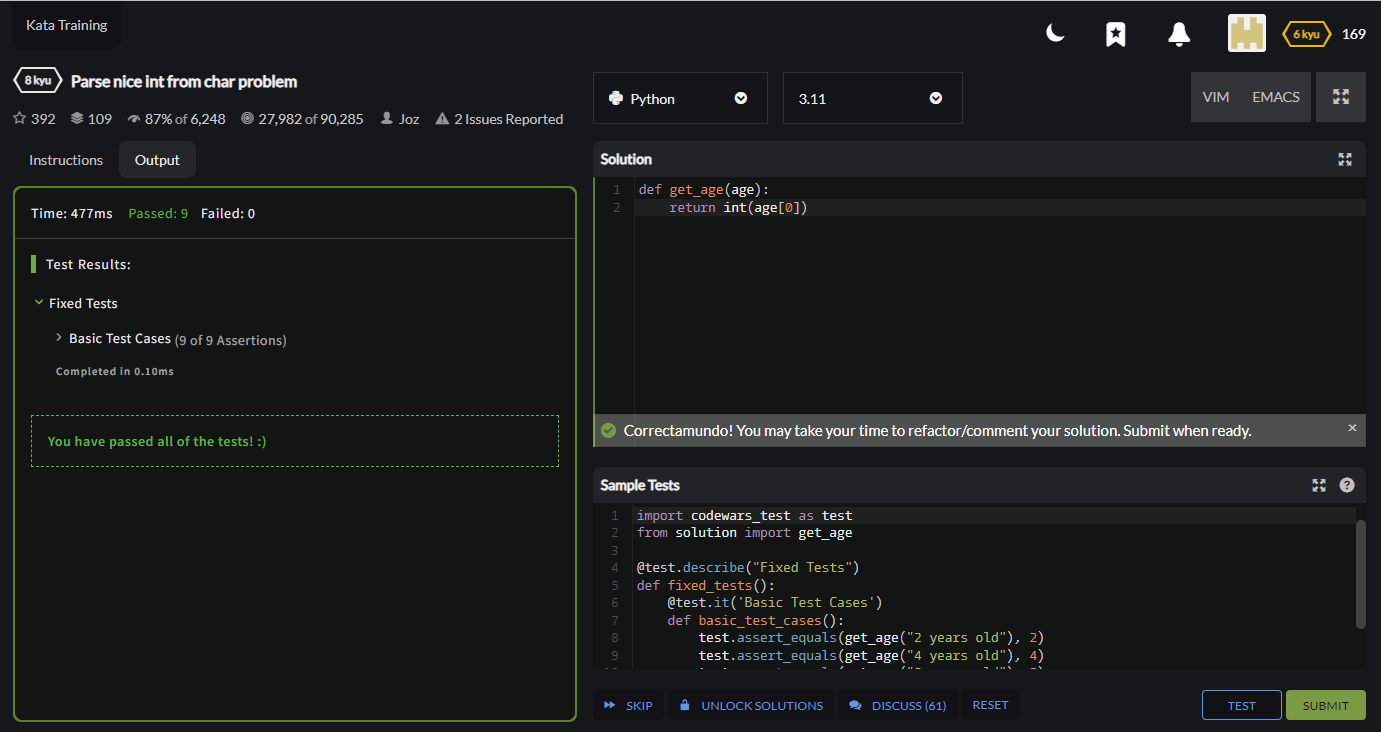 Kata Training
6 kyu 169
8 kyu Parse nice int from char problem
392 109 87% of 6,248 27,982 of 90,285 Joz 2 Issues Reported
Instructions Output
Time: 477ms Passed: 9 Failed: 0
Test Results:
Fixed Tests
Basic Test Cases (9 of 9 Assertions)
Completed in 0.10ms
You have passed all of the tests! :)
Python 3.11 VIM EMACS
Solution
1 def get_age(age):
2 return int(age[0])
Correctamundo! You may take your time to refactor/comment your solution. Submit when ready. ×
Sample Tests ?
1 import codewars_test as test
2 from solution import get_age
3
4 @test.describe("Fixed Tests")
5 def fixed_tests():
6 @test.it('Basic Test Cases')
7 def basic_test_cases():
8 test.assert_equals(get_age("2 years old"), 2)
9 test.assert_equals(get_age("4 years old"), 4)
SKIP UNLOCK SOLUTIONS DISCUSS (61) RESET TEST SUBMIT